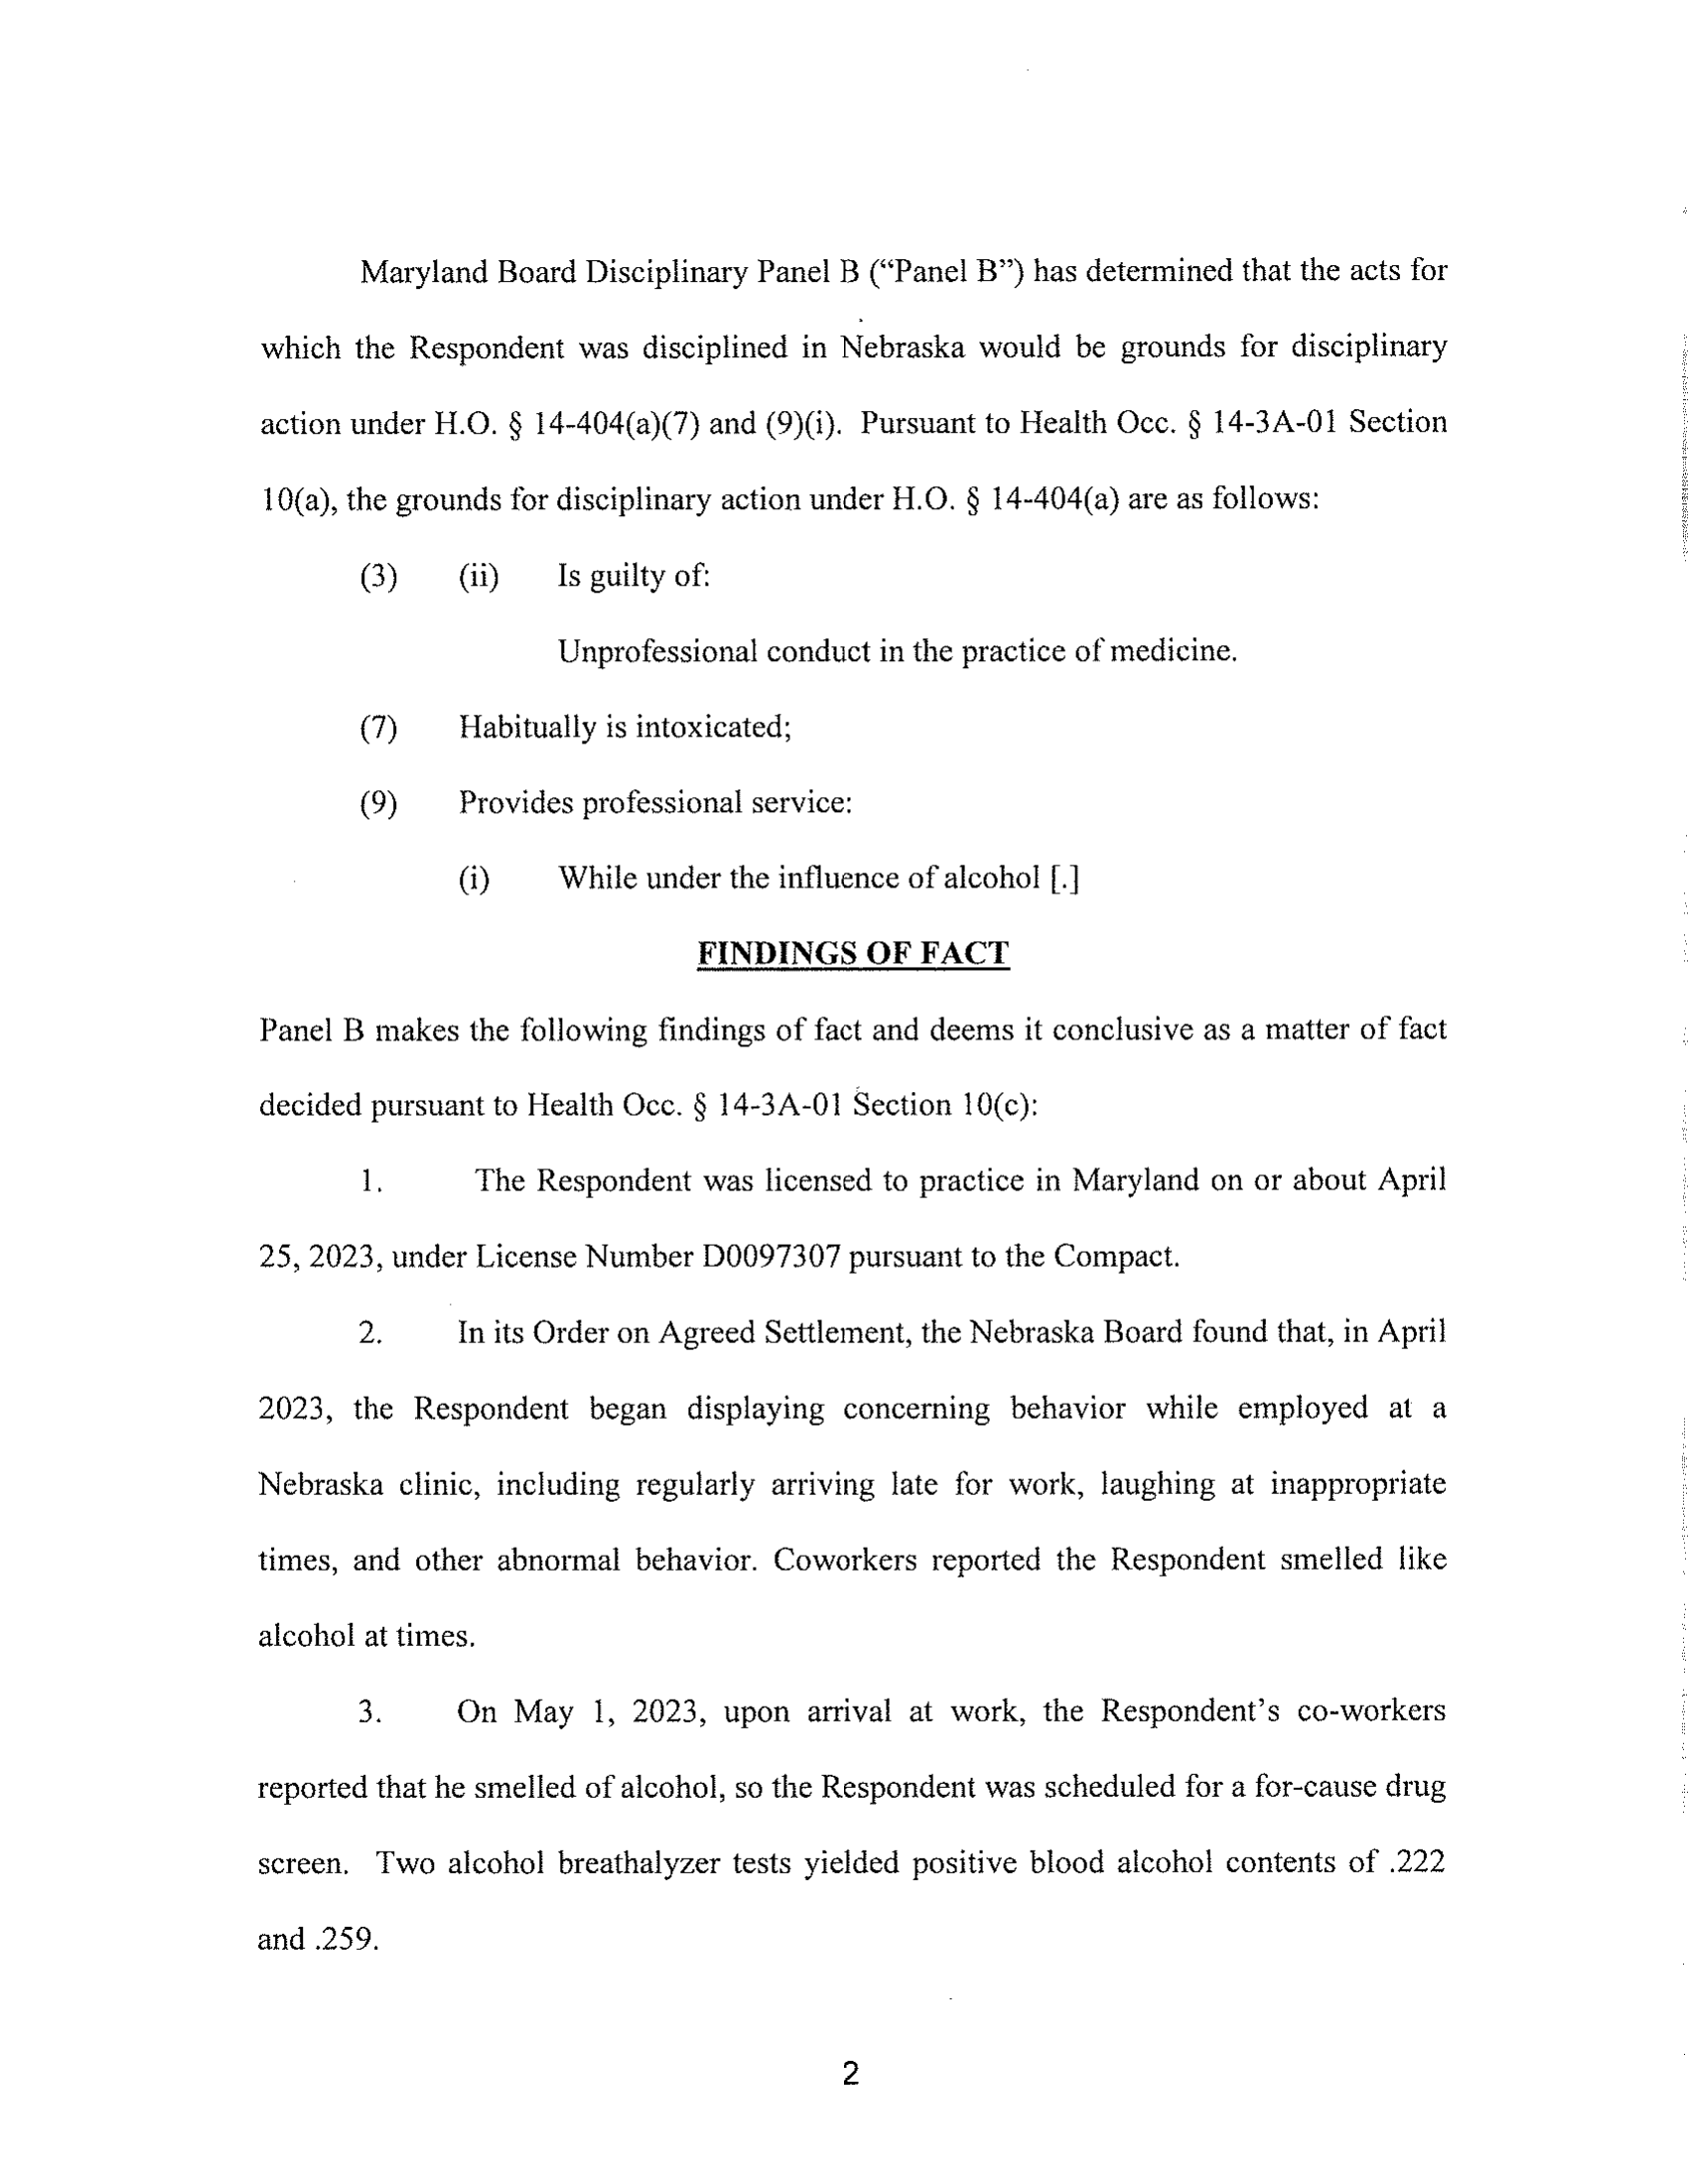 Maryland Board Disciplinary Panel B (“Panel B”) has determined that the acts for
which the Respondent was disciplined in Nebraska would be grounds for disciplinary
action under H.O. § 14-404(a)(7) and (9)(i). Pursuant to Health Occ. § 14-3A-01 Section
10(a), the grounds for disciplinary action under H.O. § 14-404(a) are as follows:
(3) (ii) Is guilty of:
Unprofessional conduct in the practice of medicine.
(7) Habitually is intoxicated;
(9) Provides professional service:
(i) While under the influence of alcohol [.]
FINDINGS OF FACT
Panel B makes the following findings of fact and deems it conclusive as a matter of fact
decided pursuant to Health Occ. § 14-3A-01 Section 10(c):
1. The Respondent was licensed to practice in Maryland on or about April
25, 2023, under License Number D0097307 pursuant to the Compact.
2. In its Order on Agreed Settlement, the Nebraska Board found that, in April
2023, the Respondent began displaying concerning behavior while employed at a
Nebraska clinic, including regularly arriving late for work, laughing at inappropriate
times, and other abnormal behavior. Coworkers reported the Respondent smelled like
alcohol at times.
3. On May 1, 2023, upon arrival at work, the Respondent’s co-workers
reported that he smelled of alcohol, so the Respondent was scheduled for a for-cause drug
screen. Two alcohol breathalyzer tests yielded positive blood alcohol contents of .222
and .259.
2